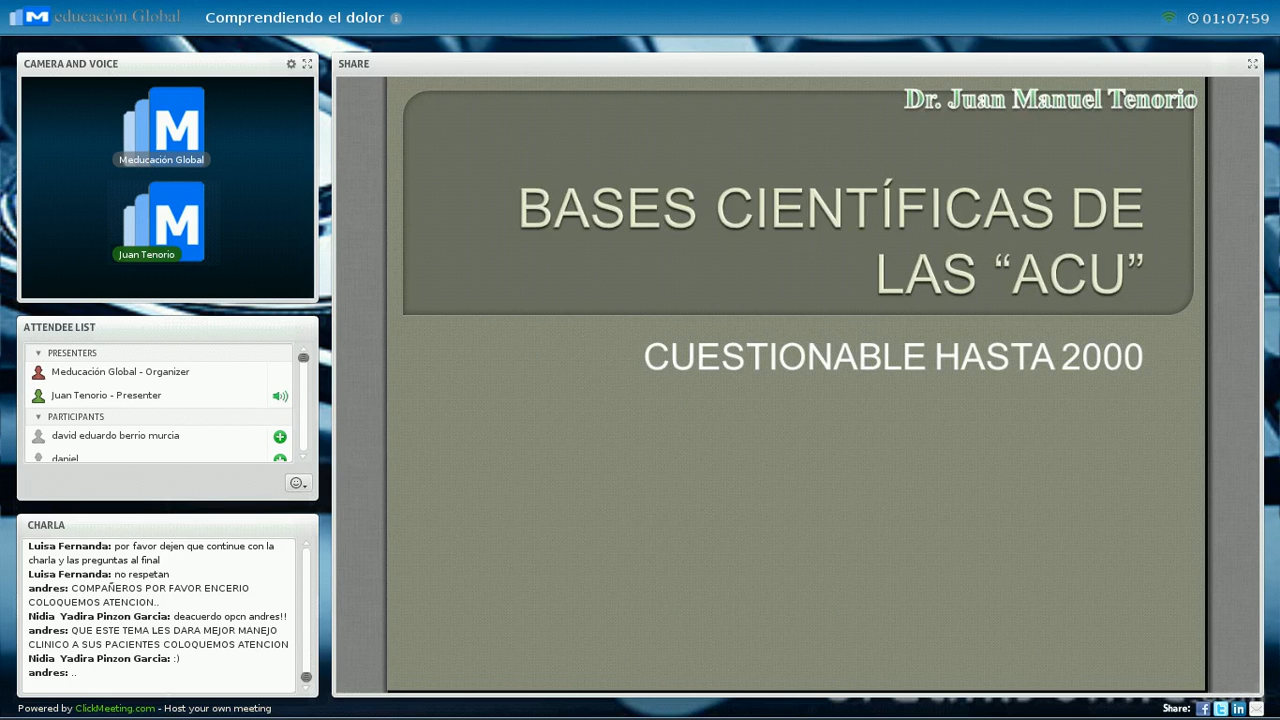 M educación Global
Comprendiendo el dolor
01:07:59
CAMERA AND VOICE
M
Meducación Global
M
Juan Tenorio
ATTENDEE LIST
PRESENTERS
Meducación Global - Organizer
Juan Tenorio - Presenter
PARTICIPANTS
david eduardo berrio murcia
daniel
CHARLA
Luisa Fernanda: por favor dejen que continue con la
charla y las preguntas al final
Luisa Fernanda: no respetan
andres: COMPAÑEROS POR FAVOR ENCERIO
COLOQUEMOS ATENCION.,
Nidia Yadira Pinzon Garcia: deacuerdo opcn andres!!
andres: QUE ESTE TEMA LES DARA MEJOR MANEJO
CLINICO A SUS PACIENTES COLOQUEMOS ATENCION
Nidia Yadira Pinzon Garcia: :)
andres: ..
SHARE
Dr. Juan Manuel Tenorio
BASES CIENTÍFICAS DE
LAS “ACU”
CUESTIONABLE HASTA 2000
Powered by ClickMeeting.com - Host your own meeting
Share: